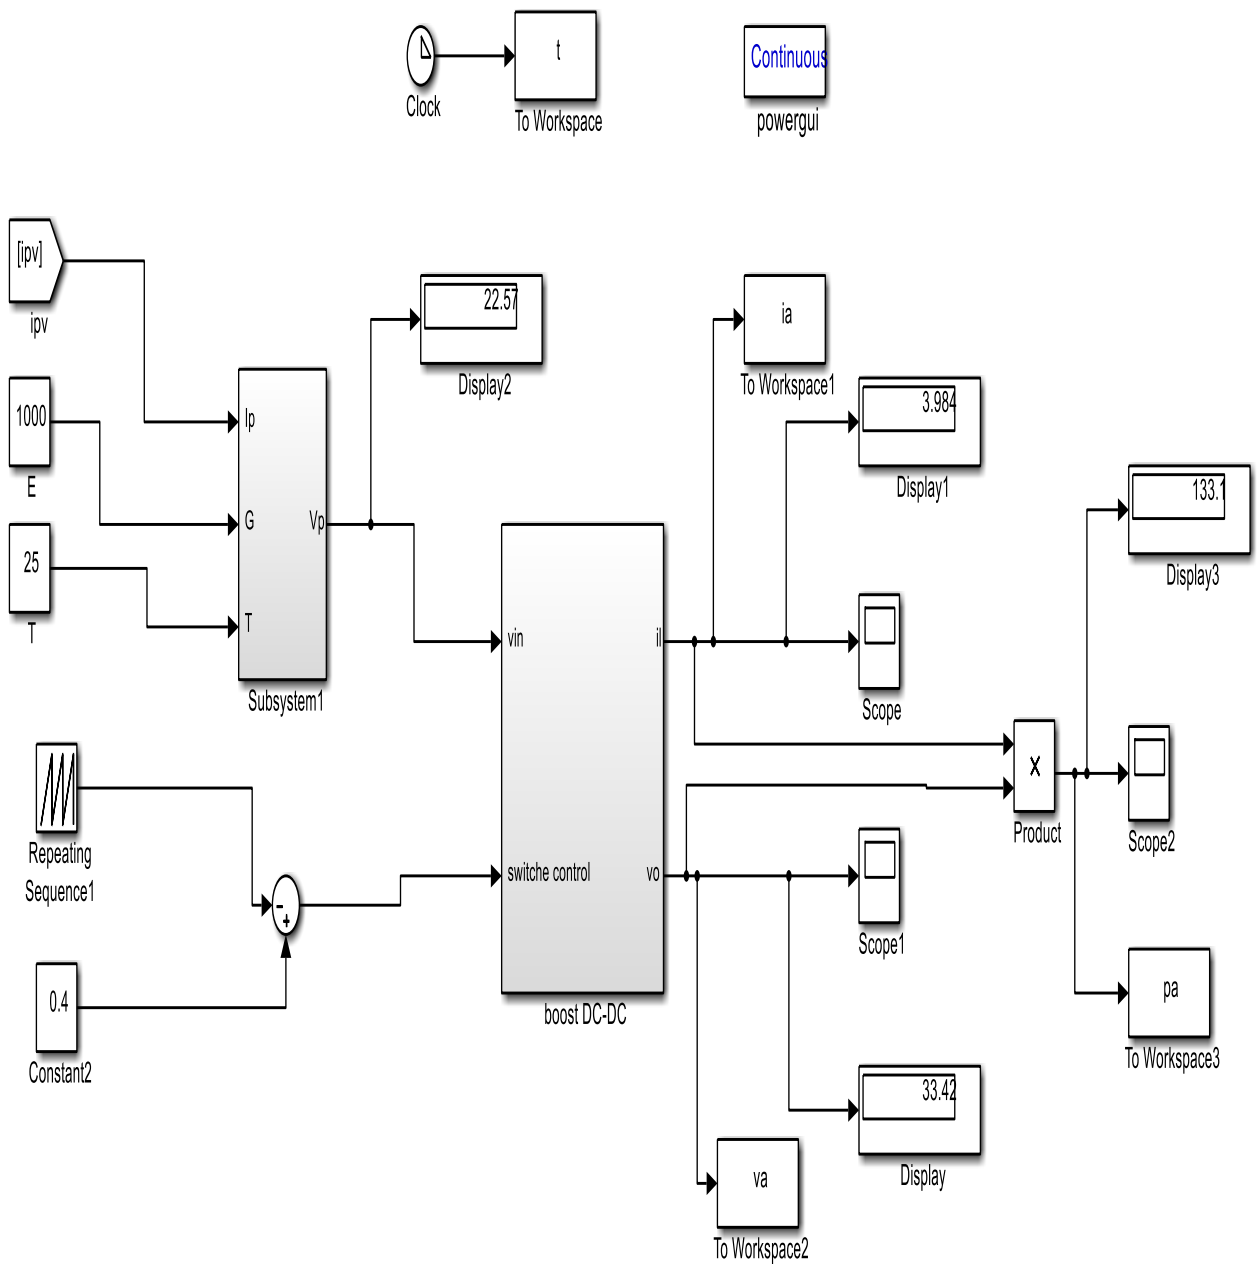 t
Continuous
Clock
To Workspace
powergui
[ipv]
ipv
22.57
Display2
ia
To Workspace1
1000
E
3.984
Display1
Ip
G
Vp
T
Subsystem1
25
T
133.1
Display3
vin
il
Scope
Repeating
Sequence1
-
+
switche control
vo
boost DC-DC
×
Product
Scope2
Scope1
0.4
Constant2
pa
To Workspace3
33.42
Display
va
To Workspace2